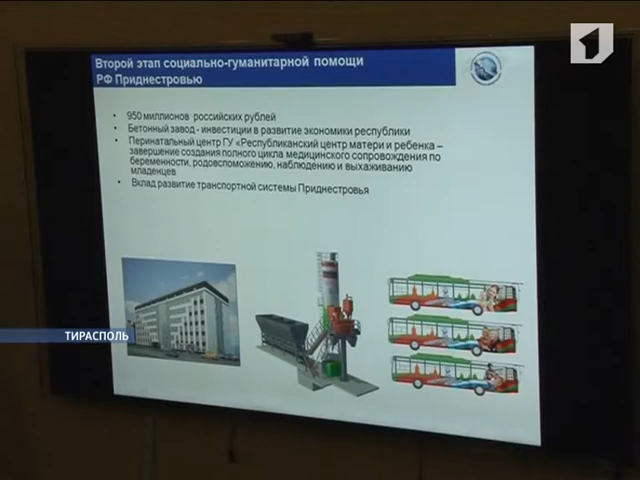 1
Второй этап социально-гуманитарной помощи
РФ Приднестровью
• 950 миллионов российских рублей
• Бетонный завод - инвестиции в развитие экономики республики
• Перинатальный центр ГУ «Республиканский центр матери и ребенка –
завершение создания полного цикла медицинского сопровождения по
беременности, родовспоможению, наблюдению и выхаживанию
младенцев
• Вклад развитие транспортной системы Приднестровья
ТИРАСПОЛЬ